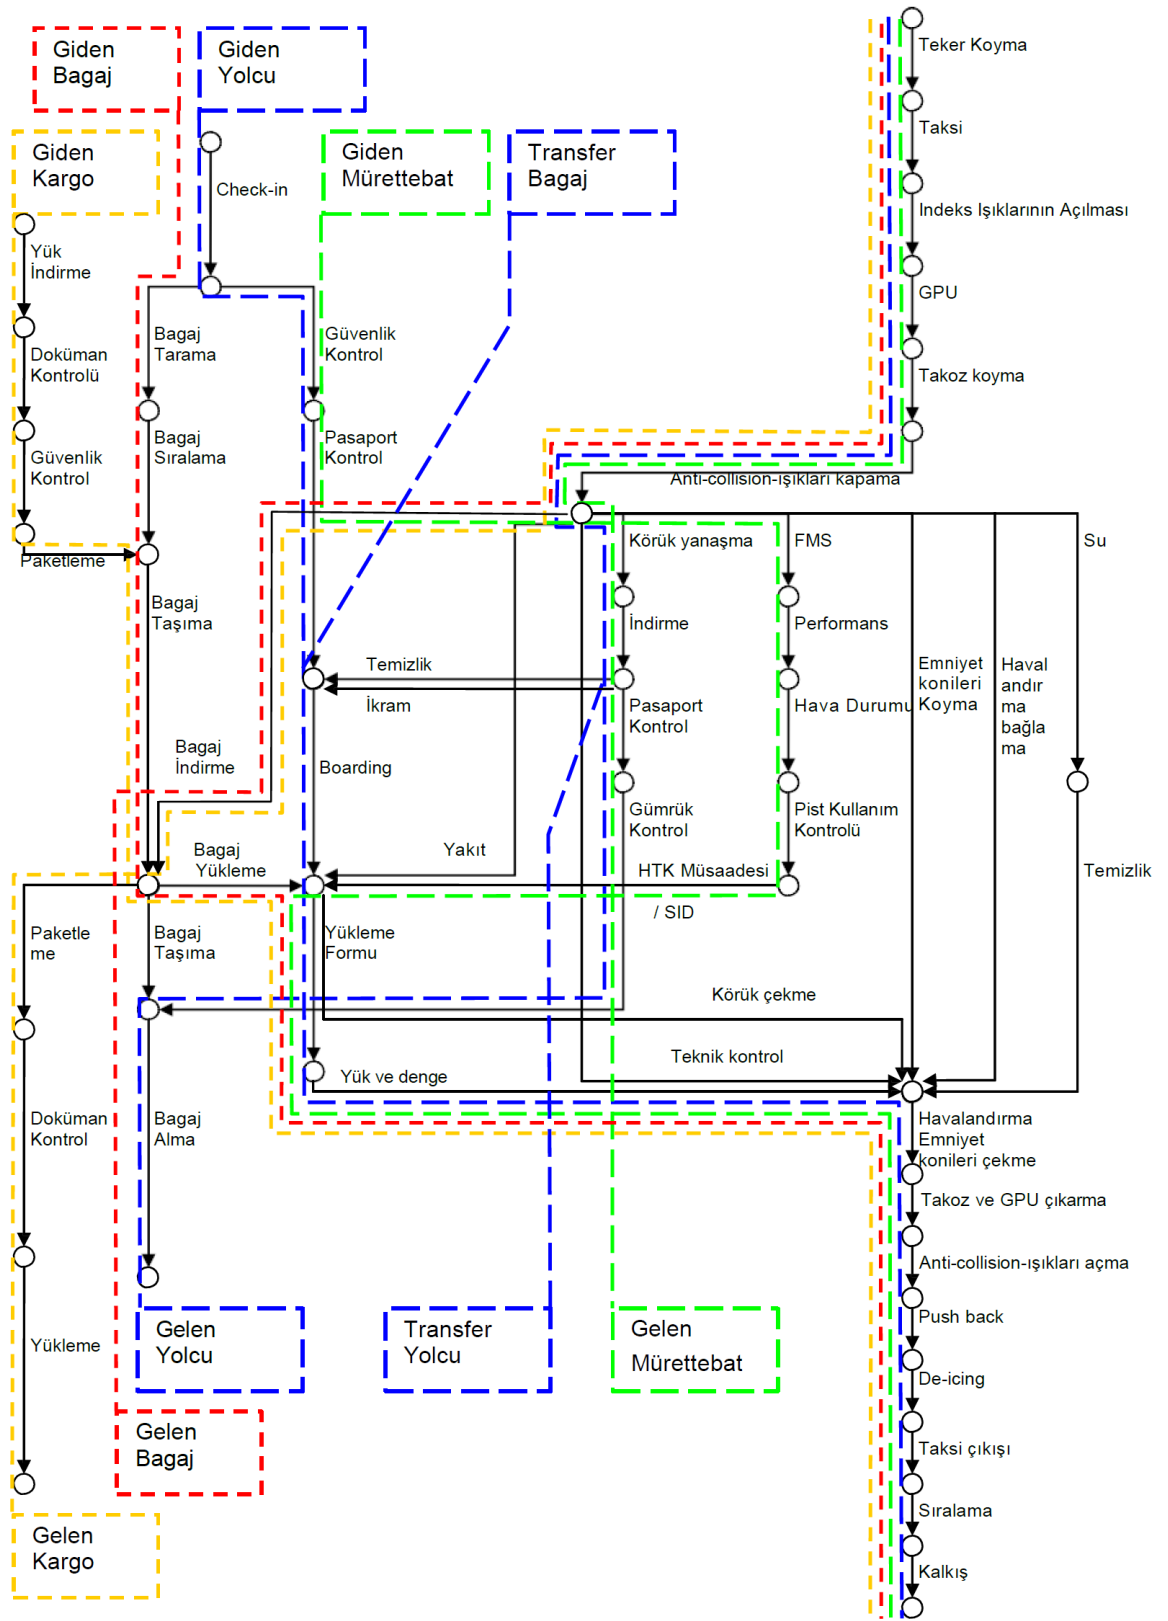 Giden
Bagaj
Giden
Yolcu
Giden
Kargo
Giden
Mürettebat
Transfer
Bagaj
Teker Koyma
Taksi
Indeks Işıklarının Açılması
GPU
Takoz koyma
Anti-collision-ışıkları kapama
Check-in
Yük
İndirme
Doküman
Kontrolü
Güvenlik
Kontrol
Paketleme
Bagaj
Tarama
Bagaj
Sıralama
Bagaj
Taşıma
Güvenlik
Kontrol
Pasaport
Kontrol
Körük yanaşma
FMS
Su
İndirme
Performans
Temizlik
İkram
Pasaport
Kontrol
Hava Durumu
Emniyet
konileri
Koyma
Haval
andır
ma
bağla
ma
Bagaj
İndirme
Boarding
Gümrük
Kontrol
Pist Kullanım
Kontrolü
Bagaj
Yükleme
Yakıt
HTK Müsaadesi
/ SID
Temizlik
Paketle
me
Bagaj
Taşıma
Yükleme
Formu
Körük çekme
Teknik kontrol
Yük ve denge
Doküman
Kontrol
Bagaj
Alma
Havalandırma
Emniyet
konileri çekme
Takoz ve GPU çıkarma
Anti-collision-ışıkları açma
Push back
De-icing
Taksi çıkışı
Sıralama
Kalkış
Yükleme
Gelen
Yolcu
Transfer
Yolcu
Gelen
Mürettebat
Gelen
Bagaj
Gelen
Kargo